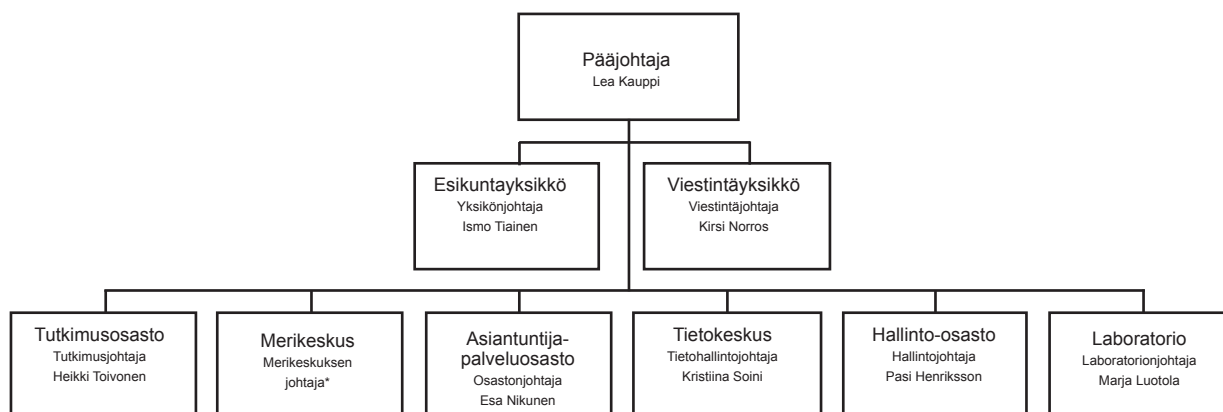 Pääjohtaja
Lea Kauppi
Esikuntayksikkö
Yksikönjohtaja
Ismo Tiainen
Viestintäyksikkö
Viestintäjohtaja
Kirsi Norros
Tutkimusosasto
Tutkimusjohtaja
Heikki Toivonen
Merikeskus
Merikeskuksen
johtaja*
Asiantuntija-
palveluosasto
Osastonjohtaja
Esa Nikunen
Tietokeskus
Tietohallintojohtaja
Kristiina Soini
Hallinto-osasto
Hallintojohtaja
Pasi Henriksson
Laboratorio
Laboratorionjohtaja
Marja Luotola